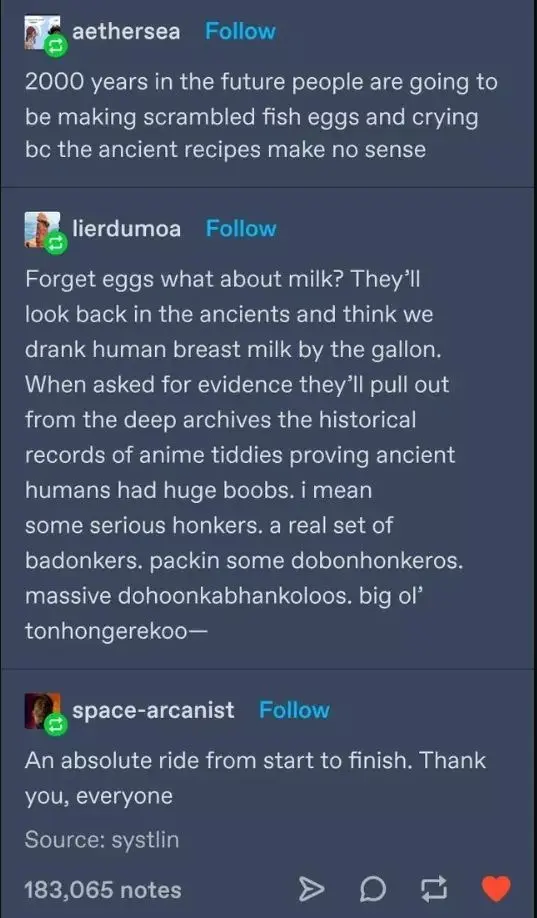 aethersea Follow
2000 years in the future people are going to
be making scrambled fish eggs and crying
bc the ancient recipes make no sense
lierdumoa Follow
Forget eggs what about milk? They’ll
look back in the ancients and think we
drank human breast milk by the gallon.
When asked for evidence they’ll pull out
from the deep archives the historical
records of anime tiddies proving ancient
humans had huge boobs. i mean
some serious honkers. a real set of
badonkers. packin some dobonhonkeros.
massive dohoonkabhankoloos. big ol’
tonhongerekoo—
space-arcanist Follow
An absolute ride from start to finish. Thank
you, everyone
Source: systlin
183,065 notes